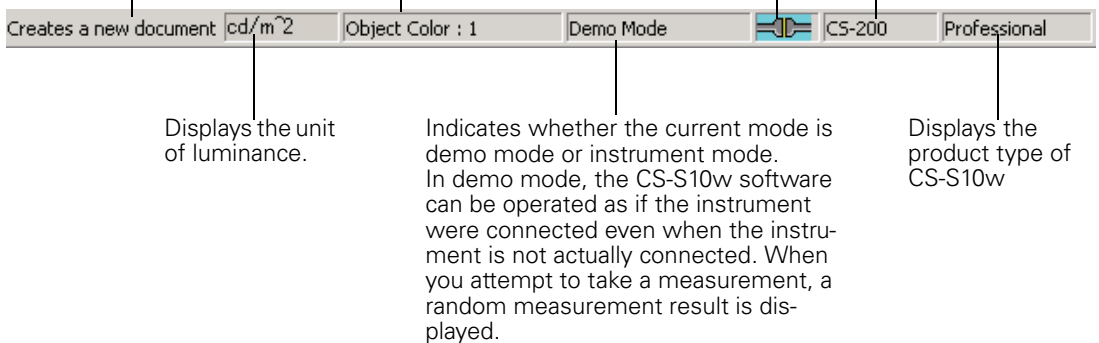 Creates a new document cd/m^2 Object Color : 1 Demo Mode CS-200 Professional
Displays the unit
of luminance.
Indicates whether the current mode is
demo mode or instrument mode.
In demo mode, the CS-S10w software
can be operated as if the instrument
were connected even when the instru-
ment is not actually connected. When
you attempt to take a measurement, a
random measurement result is dis-
played.
Displays the
product type of
CS-S10w